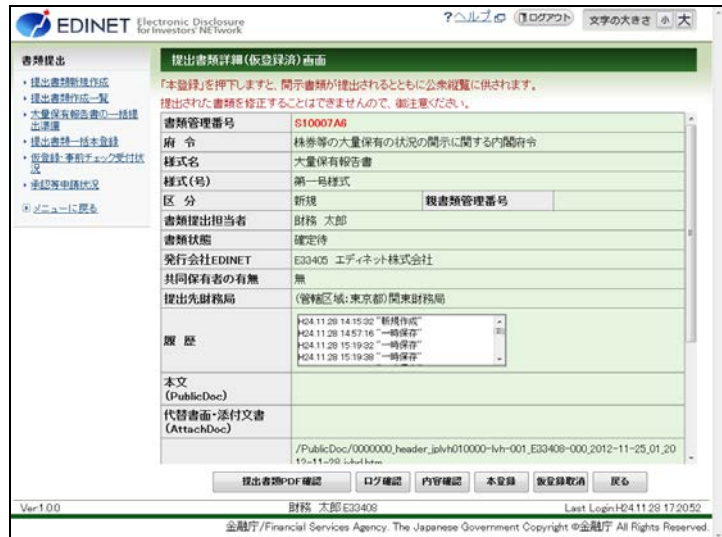 EDINET Electronic Disclosure for Investors' NETwork
?ヘルプ ログアウト 文字の大きさ 小 大
書類提出
・提出書類新規作成
・提出書類作成一覧
・大量保有報告書の一括提出準備
・提出書類一括本登録
・仮登録・事前チェック受付状況
・承認等申請状況
メニューに戻る
提出書類詳細(仮登録済)画面
「本登録」を押下しますと、開示書類が提出されるとともに公衆縦覧に供されます。
提出された書類を修正することはできませんので、御注意ください。
書類管理番号 S10007A6
府 令 株券等の大量保有の状況の開示に関する内閣府令
様式名 大量保有報告書
様式(号) 第一号様式
区 分 新規 親書類管理番号
書類提出担当者 財務 太郎
書類状態 確定待
発行会社EDINET E33405 エディネット株式会社
共同保有者の有無 無
提出先財務局 (管轄区域:東京都)関東財務局
履 歴
H24.11.28 14:15:32 "新規作成"
H24.11.28 14:57:16 "一時保存"
H24.11.28 15:19:32 "一時保存"
H24.11.28 15:19:38 "一時保存"
本文
(PublicDoc)
代替書面・添付文書
(AttachDoc)
/PublicDoc/0000000_header_jplvh010000-lvh-001_E33408-000_2012-11-25_01_20
12-11-28_ixbrl.htm
提出書類PDF確認 ログ確認 内容確認 本登録 仮登録取消 戻る
Ver1.0.0 財務 太郎 E33408 Last Login:H24.11.28 17:20:52
金融庁/Financial Services Agency. The Japanese Government Copyright ©金融庁 All Rights Reserved.